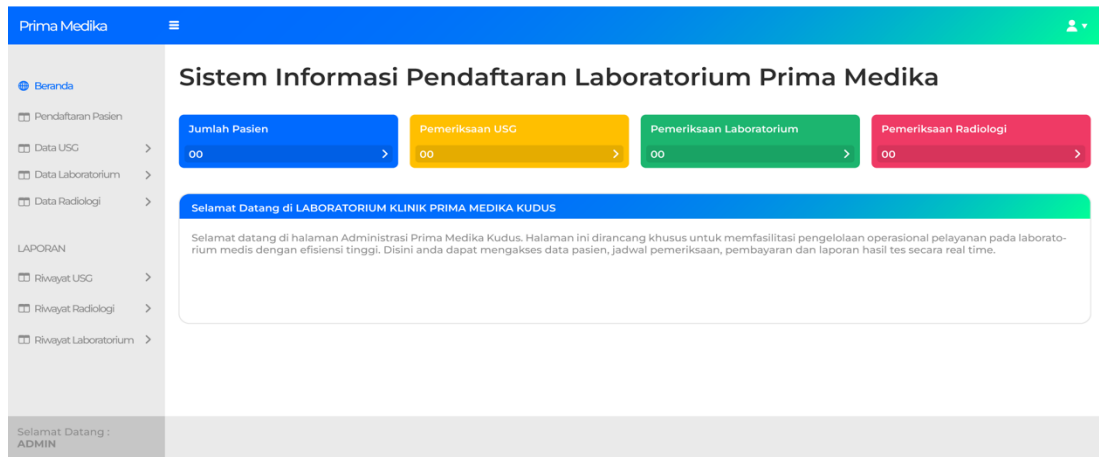 Prima Medika
Beranda
Pendaftaran Pasien
Data USG
Data Laboratorium
Data Radiologi
LAPORAN
Riwayat USG
Riwayat Radiologi
Riwayat Laboratorium
Selamat Datang :
ADMIN
Sistem Informasi Pendaftaran Laboratorium Prima Medika
Jumlah Pasien
00
Pemeriksaan USG
00
Pemeriksaan Laboratorium
00
Pemeriksaan Radiologi
00
Selamat Datang di LABORATORIUM KLINIK PRIMA MEDIKA KUDUS
Selamat datang di halaman Administrasi Prima Medika Kudus. Halaman ini dirancang khusus untuk memfasilitasi pengelolaan operasional pelayanan pada laborato-
rium medis dengan efisiensi tinggi. Disini anda dapat mengakses data pasien, jadwal pemeriksaan, pembayaran dan laporan hasil tes secara real time.